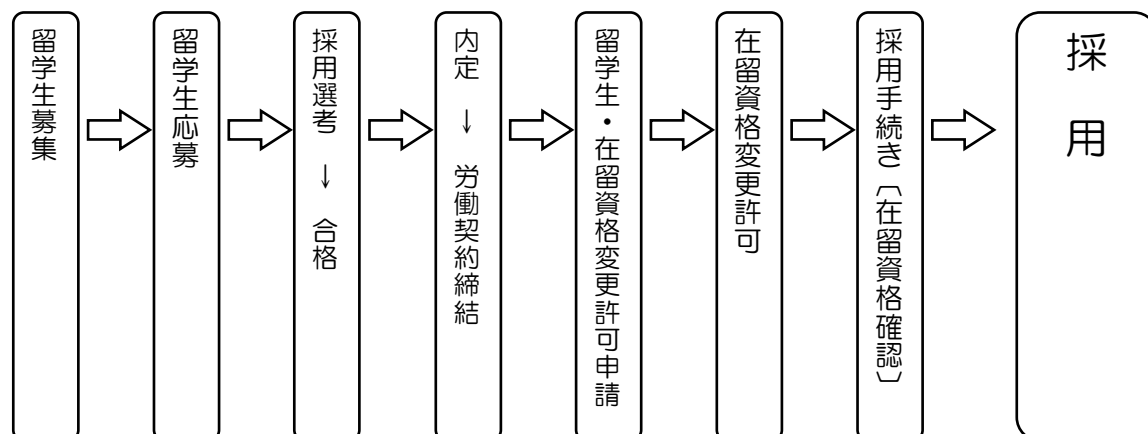 留学生募集
留学生応募
採用選考 → 合格
内定 → 労働契約締結
留学生・在留資格変更許可申請
在留資格変更許可
採用手続き〔在留資格確認〕
採用